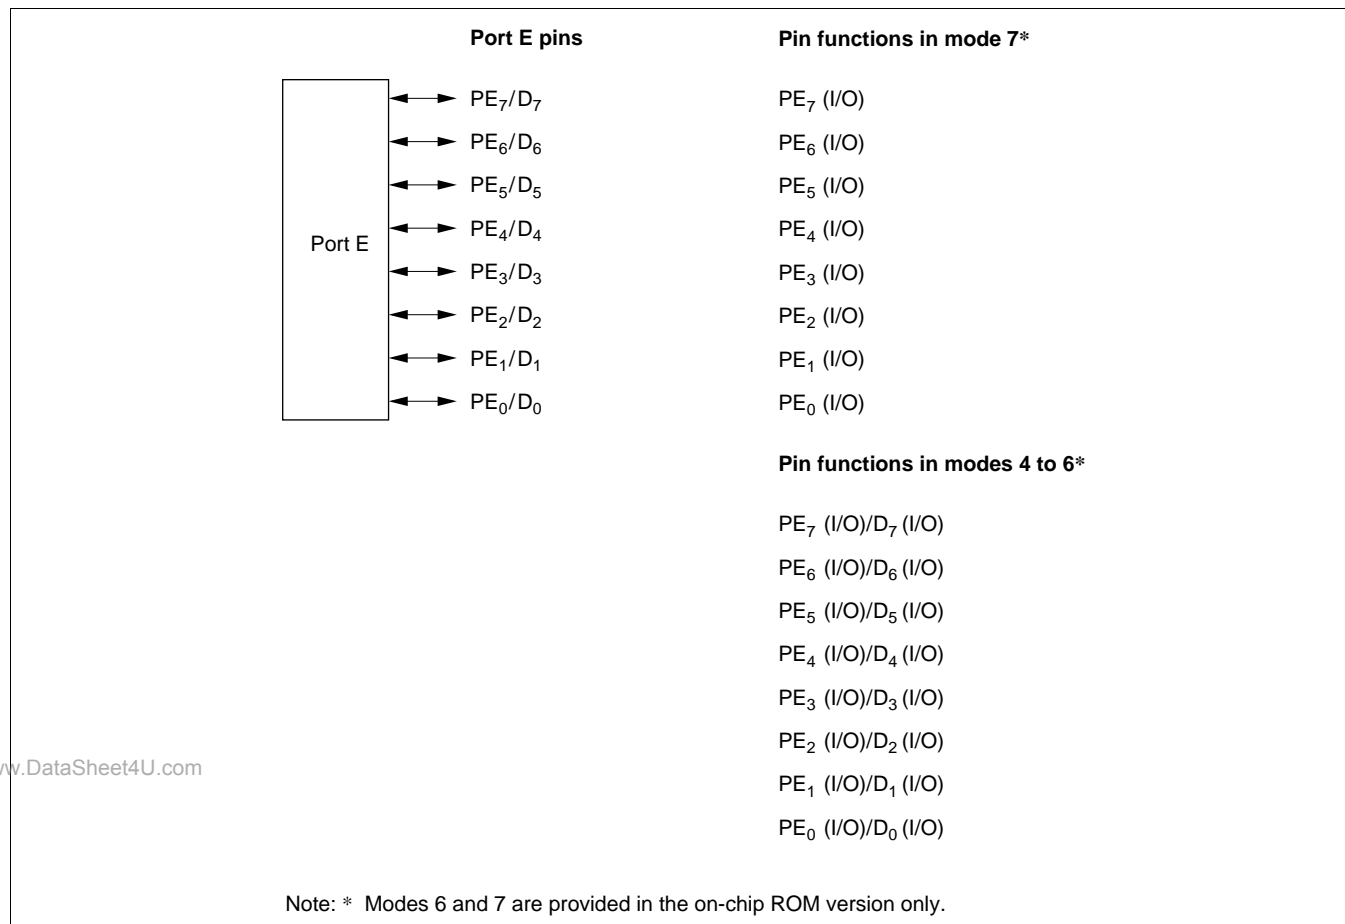 Port E pins Pin functions in mode 7*
PE₇/D₇ PE₇ (I/O)
PE₆/D₆ PE₆ (I/O)
PE₅/D₅ PE₅ (I/O)
PE₄/D₄ PE₄ (I/O)
Port E
PE₃/D₃ PE₃ (I/O)
PE₂/D₂ PE₂ (I/O)
PE₁/D₁ PE₁ (I/O)
PE₀/D₀ PE₀ (I/O)
Pin functions in modes 4 to 6*
PE₇ (I/O)/D₇ (I/O)
PE₆ (I/O)/D₆ (I/O)
PE₅ (I/O)/D₅ (I/O)
PE₄ (I/O)/D₄ (I/O)
PE₃ (I/O)/D₃ (I/O)
PE₂ (I/O)/D₂ (I/O)
w.DataSheet4U.com
PE₁ (I/O)/D₁ (I/O)
PE₀ (I/O)/D₀ (I/O)
Note: * Modes 6 and 7 are provided in the on-chip ROM version only.